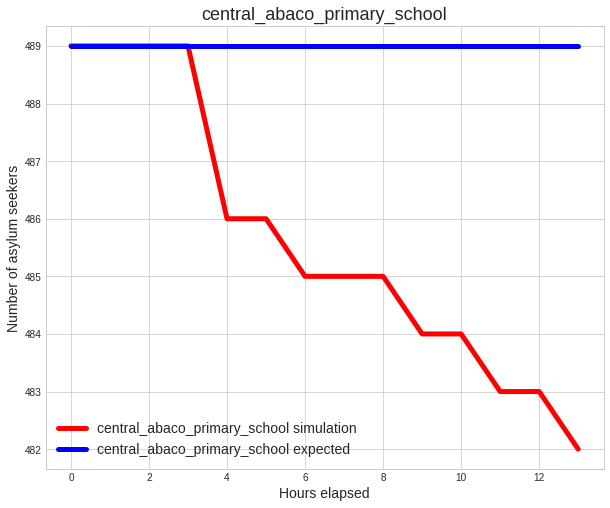 central_abaco_primary_school
Number of asylum seekers
489
488
487
486
485
484
483
482
central_abaco_primary_school simulation
central_abaco_primary_school expected
0 2 4 6 8 10 12
Hours elapsed